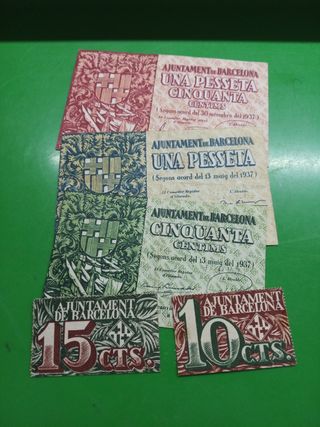 AJUNTAMENT DE BARCELONA
UNA PESSETA
CINQUANTA
CENTIMS
AJUNTAMENT DE BARCELONA
UNA PESSETA
(Segons acord del 13 maig del 1937)
AJUNTAMENT DE BARCELONA
CINQUANTA
CENTIMS
(Segons acord del 13 maig del 1937)
AJUNTAMENT
DE BARCELONA
15 CTS.
AJUNTAMENT
DE BARCELONA
10 CTS.